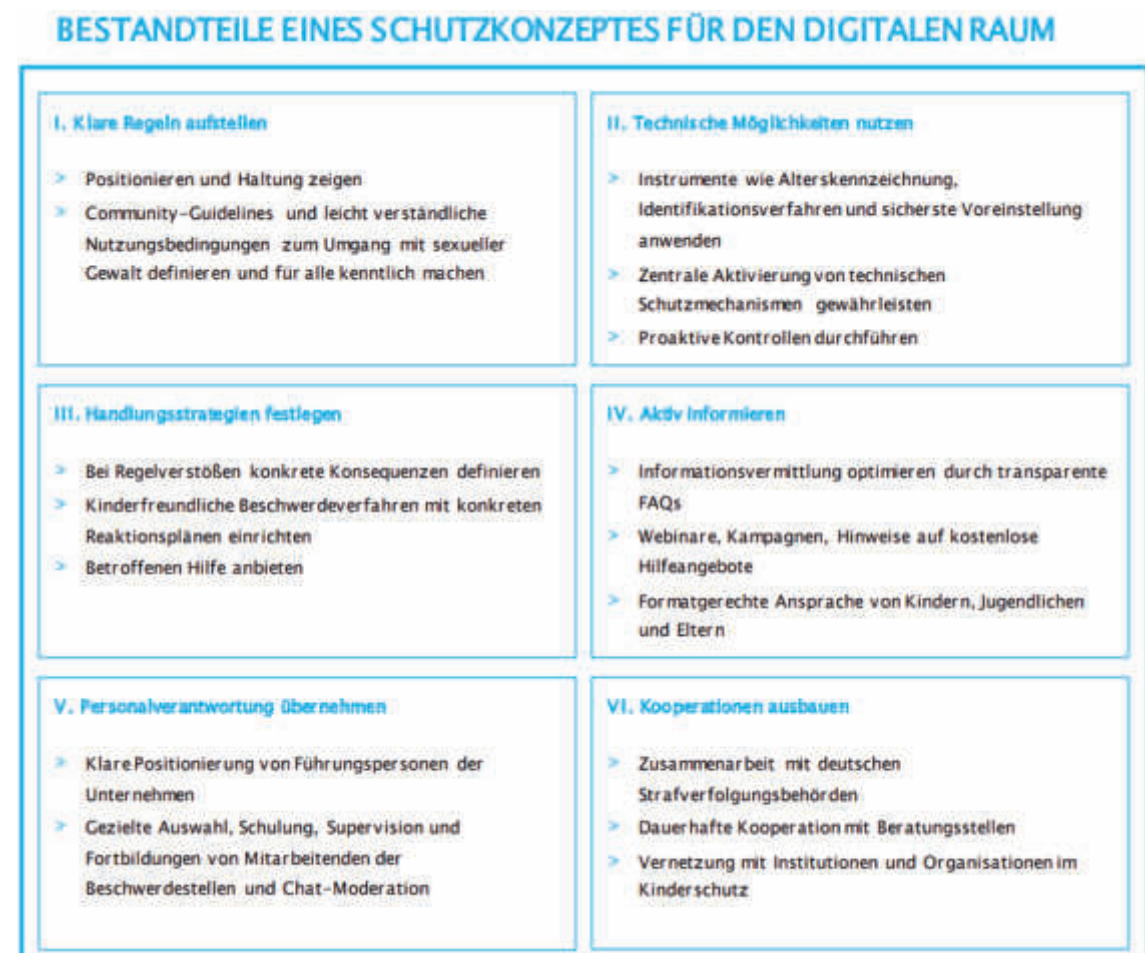 BESTANDTEILE EINES SCHUTZKONZEPTES FÜR DEN DIGITALEN RAUM
I. Klare Regeln aufstellen
> Positionieren und Haltung zeigen
> Community-Guidelines und leicht verständliche
Nutzungsbedingungen zum Umgang mit sexueller
Gewalt definieren und für alle kenntlich machen
II. Technische Möglichkeiten nutzen
> Instrumente wie Alterskennzeichnung,
Identifikationsverfahren und sicherste Voreinstellung
anwenden
> Zentrale Aktivierung von technischen
Schutzmechanismen gewährleisten
> Proaktive Kontrollen durchführen
III. Handlungsstrategien festlegen
> Bei Regelverstößen konkrete Konsequenzen definieren
> Kinderfreundliche Beschwerdeverfahren mit konkreten
Reaktionsplänen einrichten
> Betroffenen Hilfe anbieten
IV. Aktiv informieren
> Informationsvermittlung optimieren durch transparente
FAQs
> Webinare, Kampagnen, Hinweise auf kostenlose
Hilfeangebote
> Formatgerechte Ansprache von Kindern, Jugendlichen
und Eltern
V. Personalverantwortung übernehmen
> Klare Positionierung von Führungspersonen der
Unternehmen
> Gezielte Auswahl, Schulung, Supervision und
Fortbildungen von Mitarbeitenden der
Beschwerdestellen und Chat-Moderation
VI. Kooperationen ausbauen
> Zusammenarbeit mit deutschen
Strafverfolgungsbehörden
> Dauerhafte Kooperation mit Beratungsstellen
> Vernetzung mit Institutionen und Organisationen im
Kinderschutz